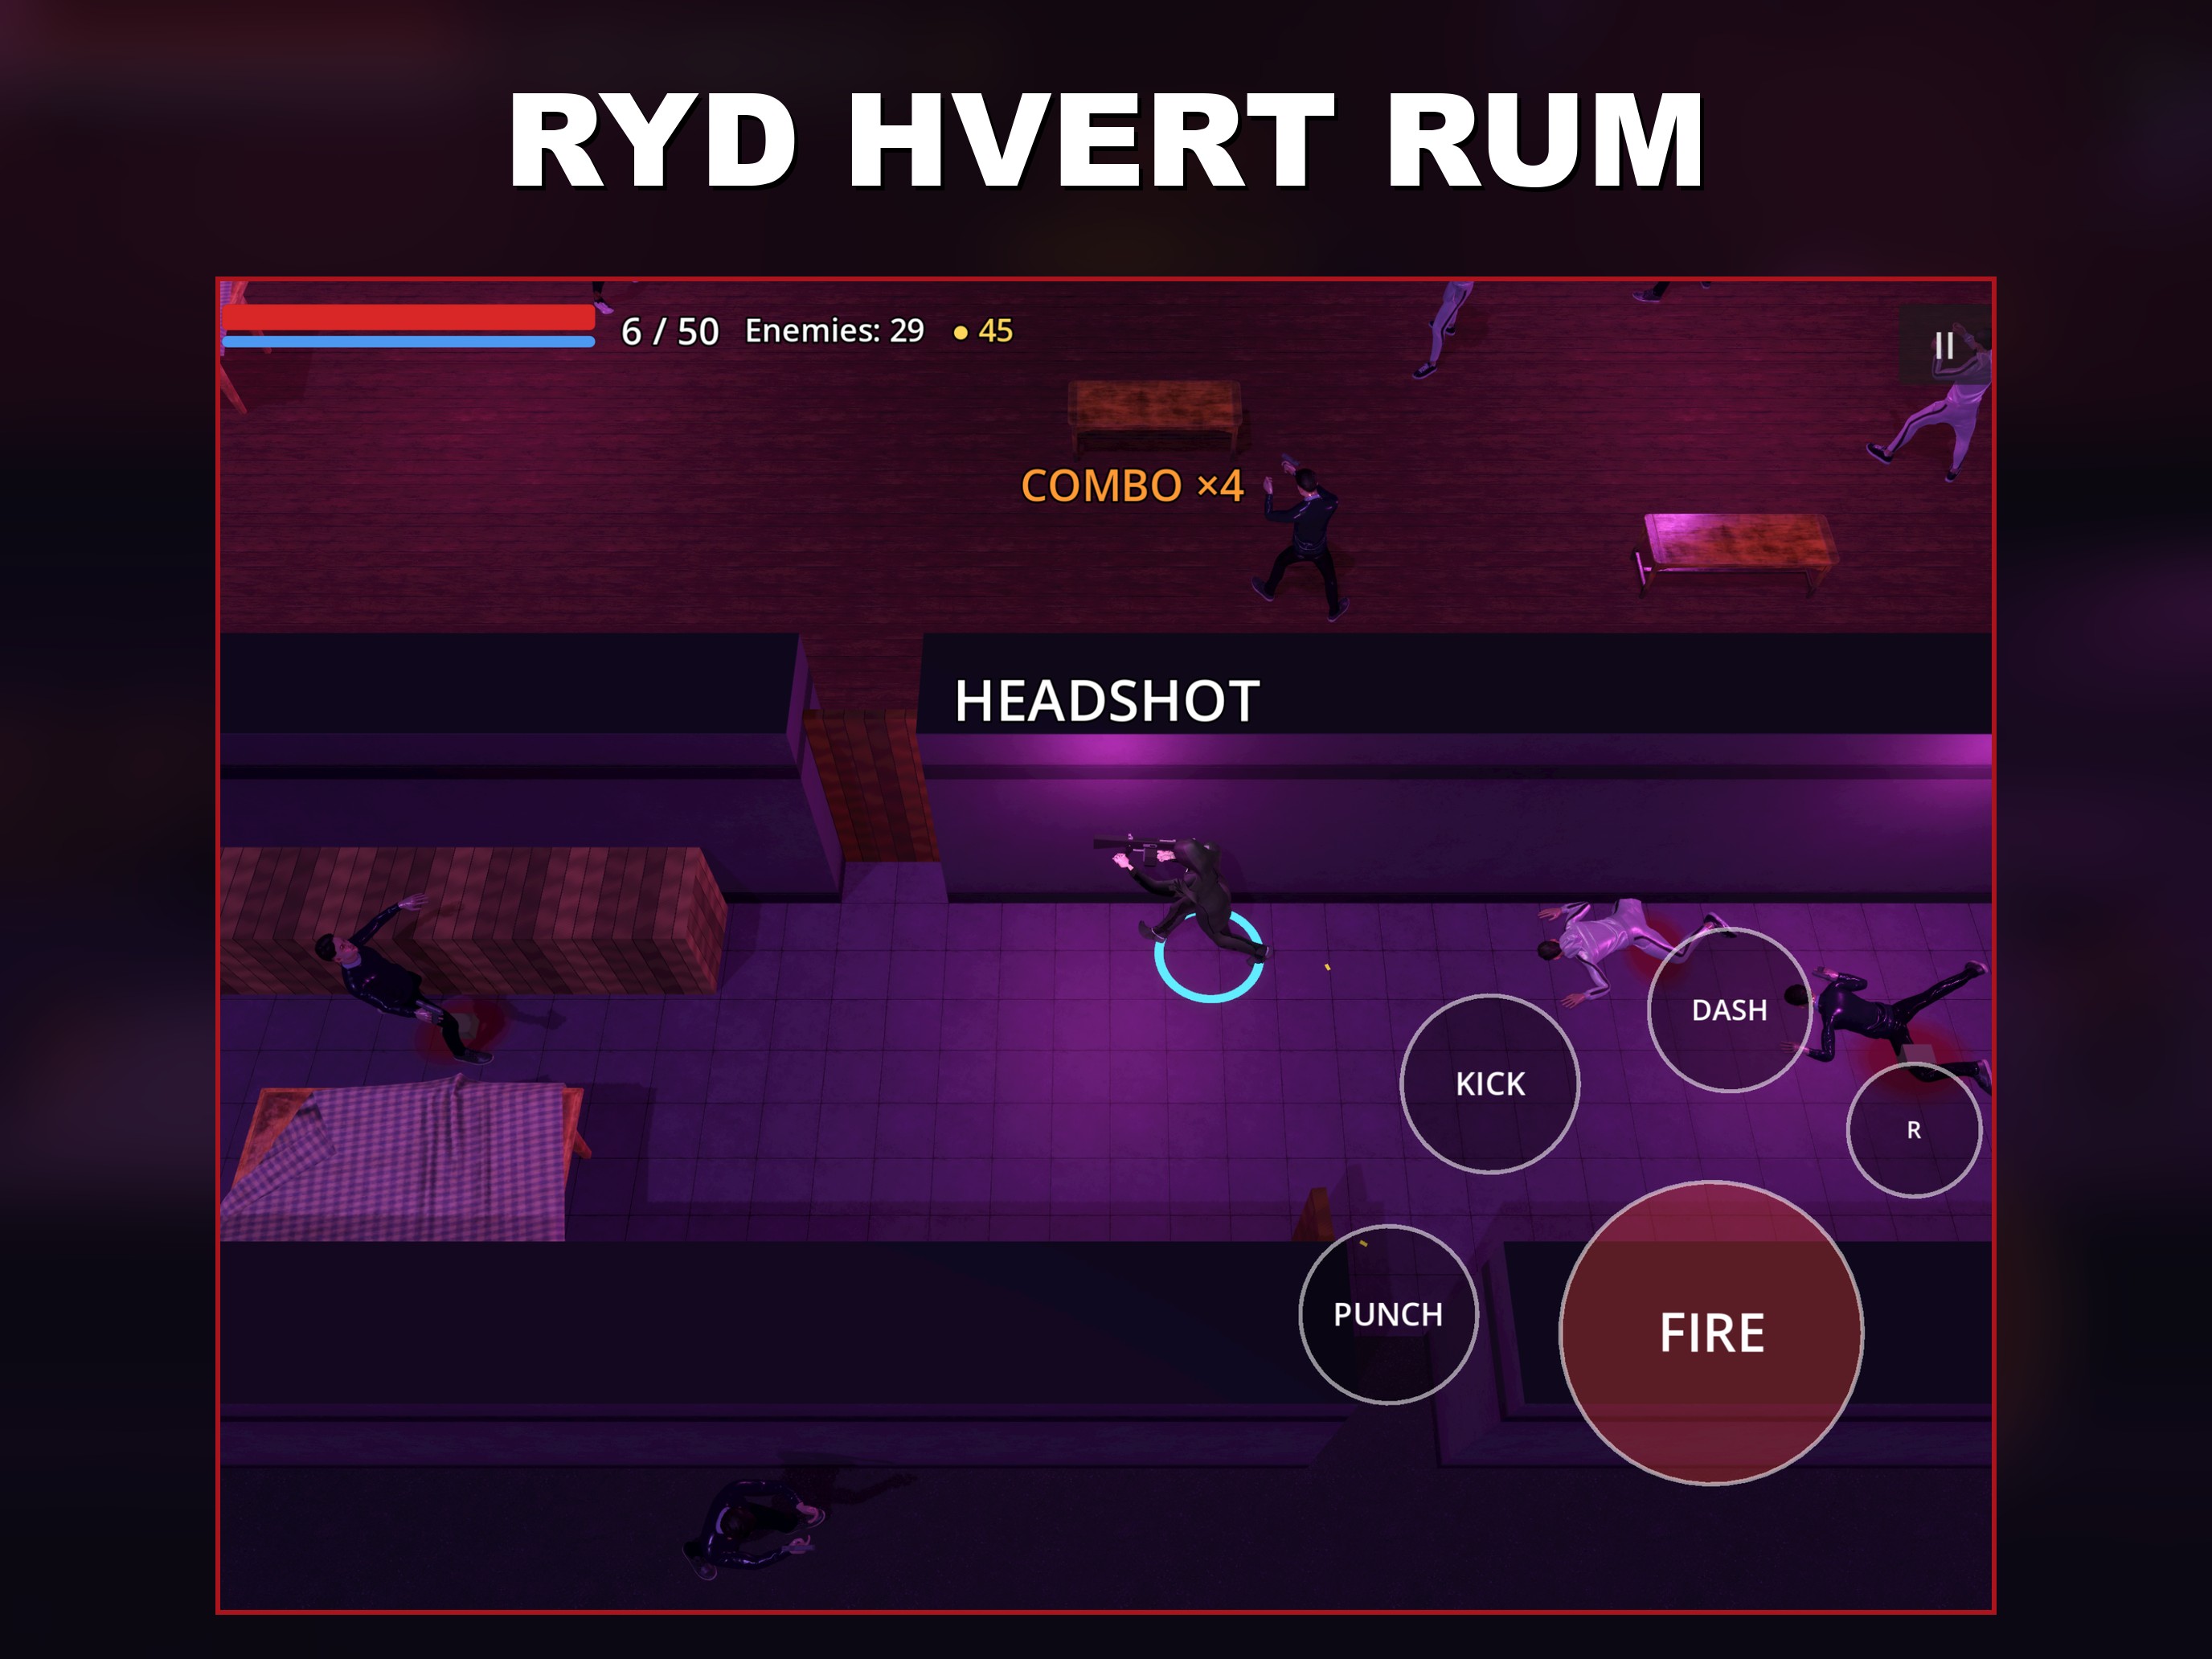 RYD HVERT RUM
6 / 50 Enemies: 29 45
COMBO ×4
HEADSHOT
DASH
KICK
R
PUNCH
FIRE